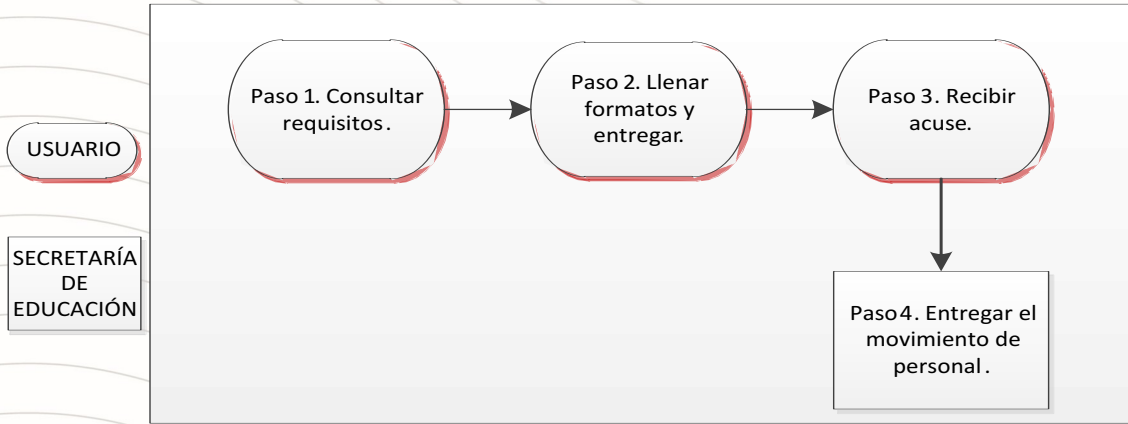 USUARIO
SECRETARÍA
DE
EDUCACIÓN
Paso 1. Consultar
requisitos.
Paso 2. Llenar
formatos y
entregar.
Paso 3. Recibir
acuse.
Paso4. Entregar el
movimiento de
personal.